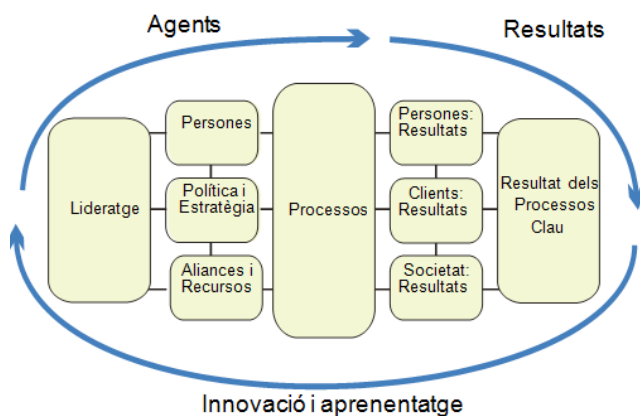 Agents
Resultats
Lideratge
Persones
Política i
Estratègia
Aliances i
Recursos
Processos
Persones:
Resultats
Clients:
Resultats
Societat:
Resultats
Resultat dels
Processos
Clau
Innovació i aprenentatge